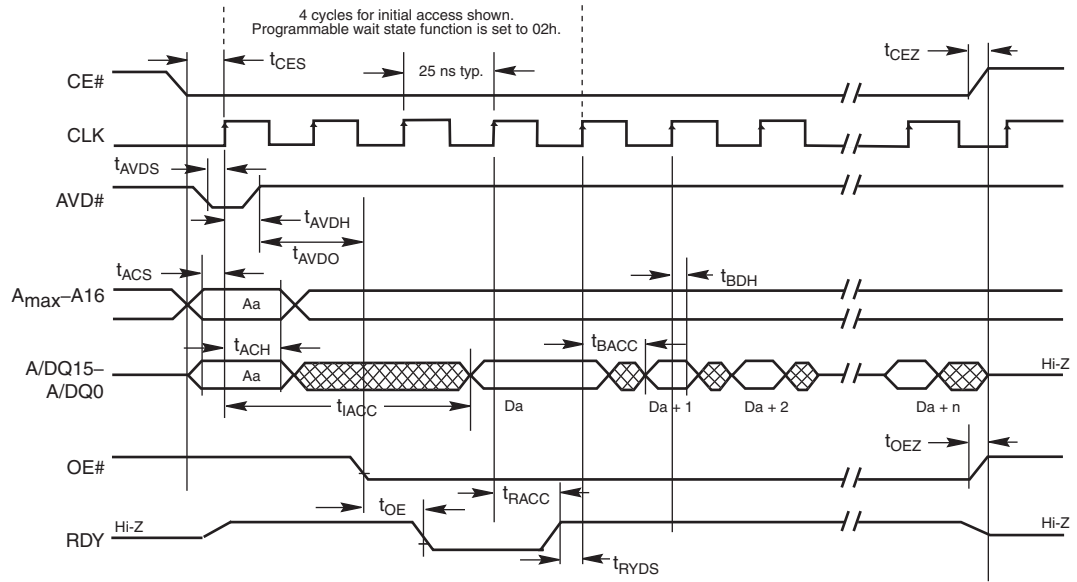 4 cycles for initial access shown.
Programmable wait state function is set to 02h.
tCES
tCEZ
CE#
25 ns typ.
CLK
tAVDS
AVD#
tAVDH
tAVDO
tACS
tBDH
Amax–A16
Aa
tACH
tBACC
A/DQ15–
A/DQ0
Aa
Hi-Z
tIACC
Da
Da + 1
Da + 2
Da + n
tOEZ
OE#
tRACC
tOE
Hi-Z
Hi-Z
RDY
tRYDS